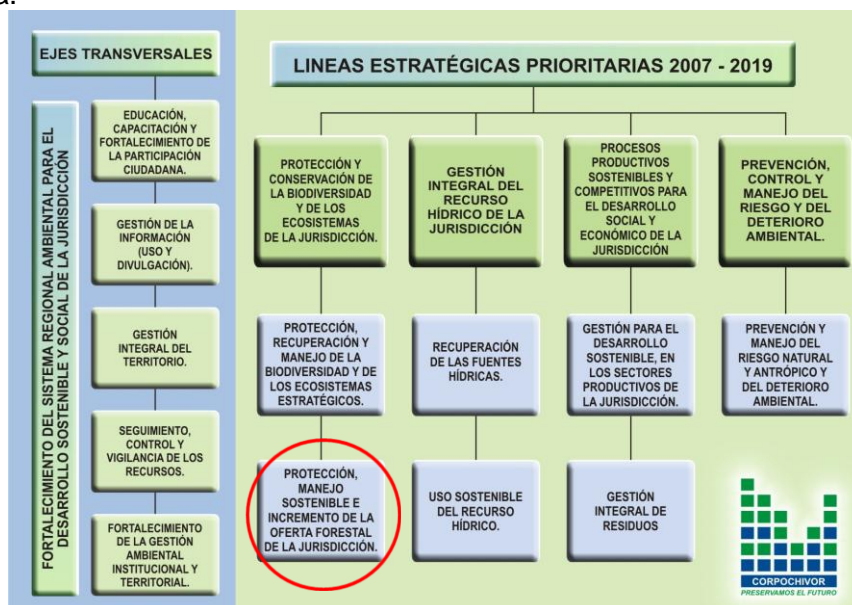 a.
EJES TRANSVERSALES
FORTALECIMIENTO DEL SISTEMA REGIONAL AMBIENTAL PARA EL
DESARROLLO SOSTENIBLE Y SOCIAL DE LA JURISDICCIÓN
EDUCACIÓN,
CAPACITACIÓN Y
FORTALECIMIENTO DE
LA PARTICIPACIÓN
CIUDADANA.
GESTIÓN DE LA
INFORMACIÓN
(USO Y
DIVULGACIÓN).
GESTIÓN
INTEGRAL DEL
TERRITORIO.
SEGUIMIENTO,
CONTROL Y
VIGILANCIA DE LOS
RECURSOS.
FORTALECIMIENTO
DE LA GESTIÓN
AMBIENTAL
INSTITUCIONAL Y
TERRITORIAL.
LINEAS ESTRATÉGICAS PRIORITARIAS 2007 - 2019
PROTECCIÓN Y
CONSERVACIÓN DE
LA BIODIVERSIDAD
Y DE LOS
ECOSISTEMAS
DE LA JURISDICCIÓN.
GESTIÓN
INTEGRAL DEL
RECURSO
HÍDRICO DE LA
JURISDICCIÓN
PROCESOS
PRODUCTIVOS
SOSTENIBLES Y
COMPETITIVOS PARA
EL DESARROLLO
SOCIAL Y
ECONÓMICO DE LA
JURISDICCIÓN
PREVENCIÓN,
CONTROL Y
MANEJO DEL
RIESGO Y DEL
DETERIORO
AMBIENTAL.
PROTECCIÓN,
RECUPERACIÓN Y
MANEJO DE LA
BIODIVERSIDAD Y DE
LOS ECOSISTEMAS
ESTRATÉGICOS.
RECUPERACIÓN
DE LAS FUENTES
HÍDRICAS.
GESTIÓN PARA EL
DESARROLLO
SOSTENIBLE, EN
LOS SECTORES
PRODUCTIVOS DE
LA JURISDICCIÓN.
PREVENCIÓN Y
MANEJO DEL
RIESGO NATURAL
Y ANTRÓPICO Y
DEL DETERIORO
AMBIENTAL.
PROTECCIÓN,
MANEJO
SOSTENIBLE E
INCREMENTO DE LA
OFERTA FORESTAL
DE LA JURISDICCIÓN.
USO SOSTENIBLE
DEL RECURSO
HÍDRICO.
GESTIÓN
INTEGRAL DE
RESIDUOS
CORPOCHIVOR
PRESERVAMOS EL FUTURO